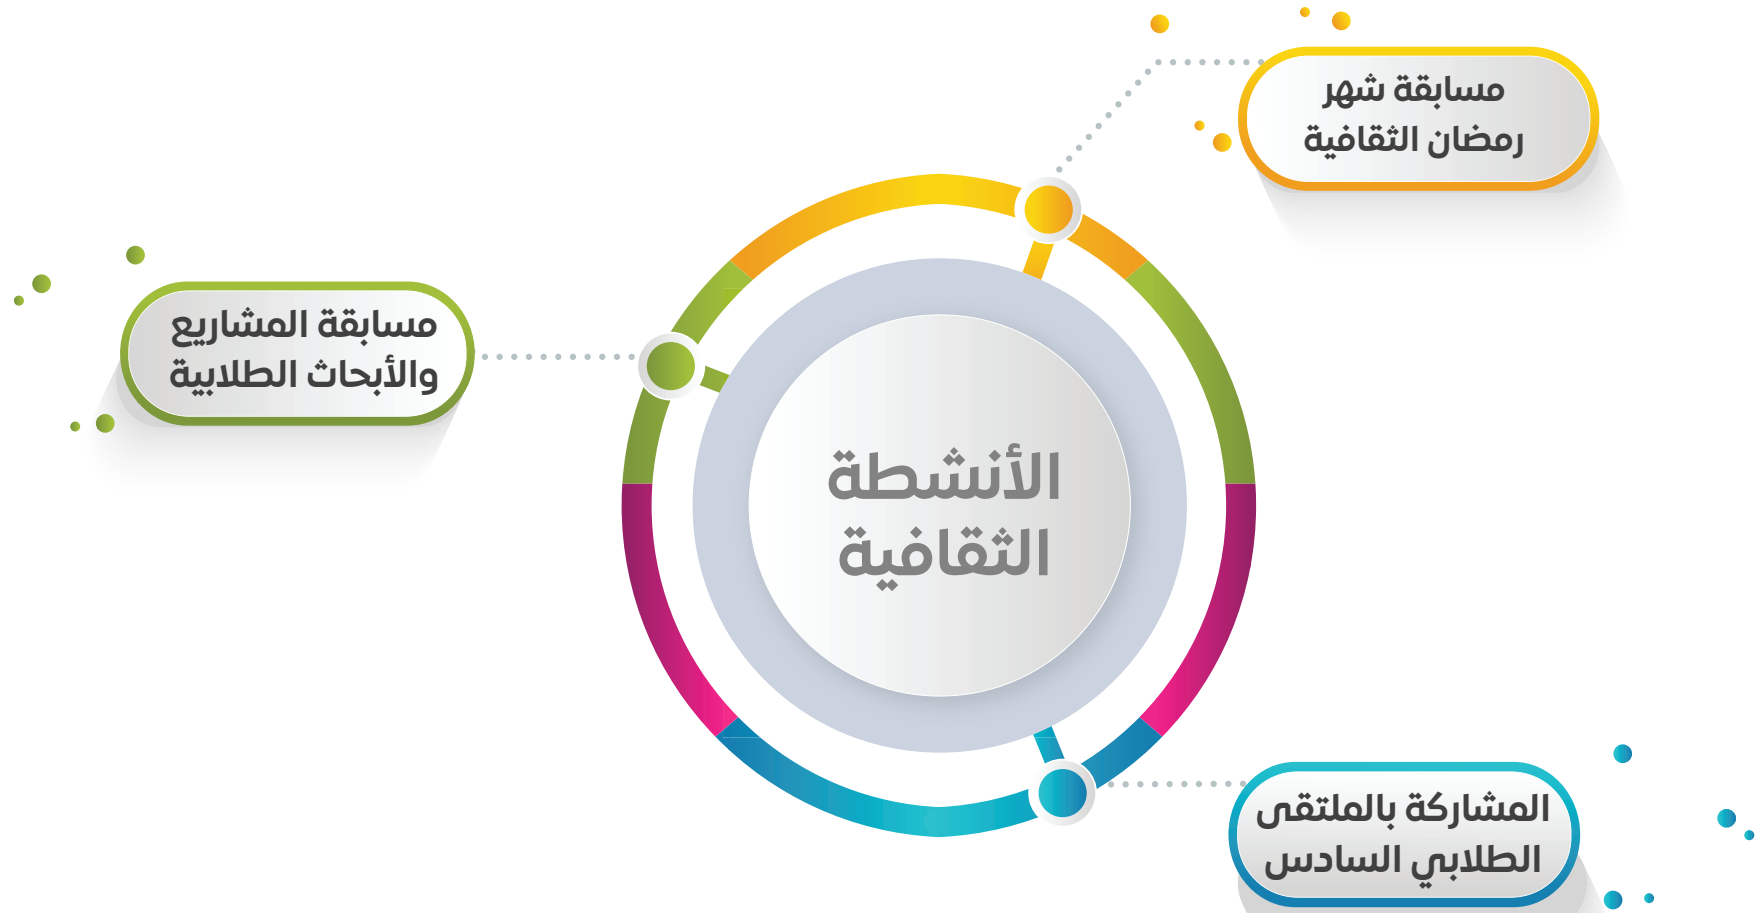 مسابقة شهر
رمضان الثقافية
مسابقة المشاريع
والأبحاث الطلابية
الأنشطة
الثقافية
المشاركة بالملتقى
الطلابي السادس